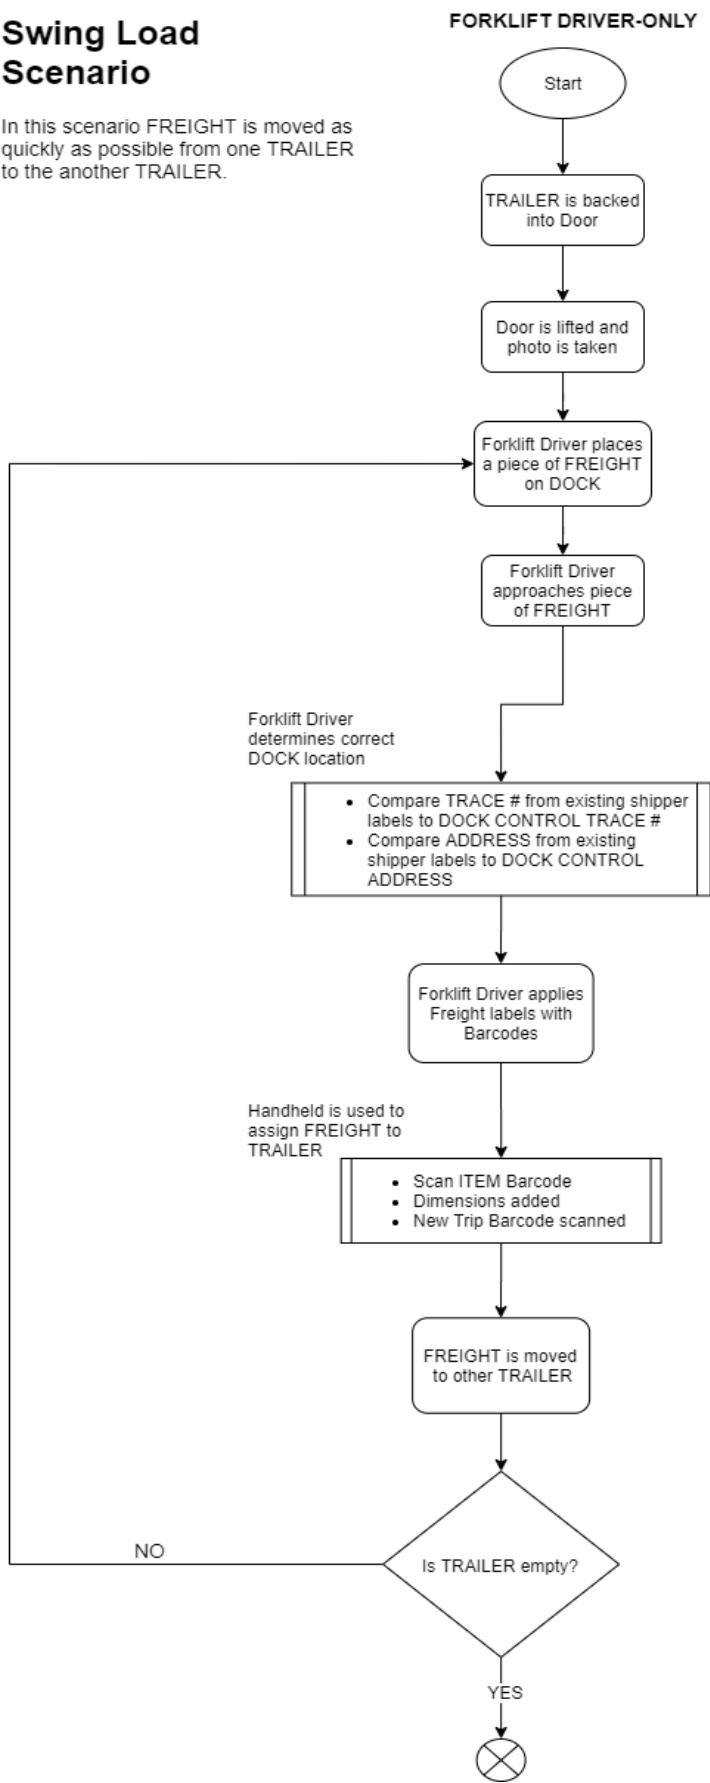 Swing Load
Scenario
In this scenario FREIGHT is moved as
quickly as possible from one TRAILER
to the another TRAILER.
FORKLIFT DRIVER-ONLY
Start
TRAILER is backed
into Door
Door is lifted and
photo is taken
Forklift Driver places
a piece of FREIGHT
on DOCK
Forklift Driver
approaches piece
of FREIGHT
Forklift Driver
determines correct
DOCK location
• Compare TRACE # from existing shipper
labels to DOCK CONTROL TRACE #
• Compare ADDRESS from existing
shipper labels to DOCK CONTROL
ADDRESS
Forklift Driver applies
Freight labels with
Barcodes
Handheld is used to
assign FREIGHT to
TRAILER
• Scan ITEM Barcode
• Dimensions added
• New Trip Barcode scanned
FREIGHT is moved
to other TRAILER
Is TRAILER empty?
NO
YES